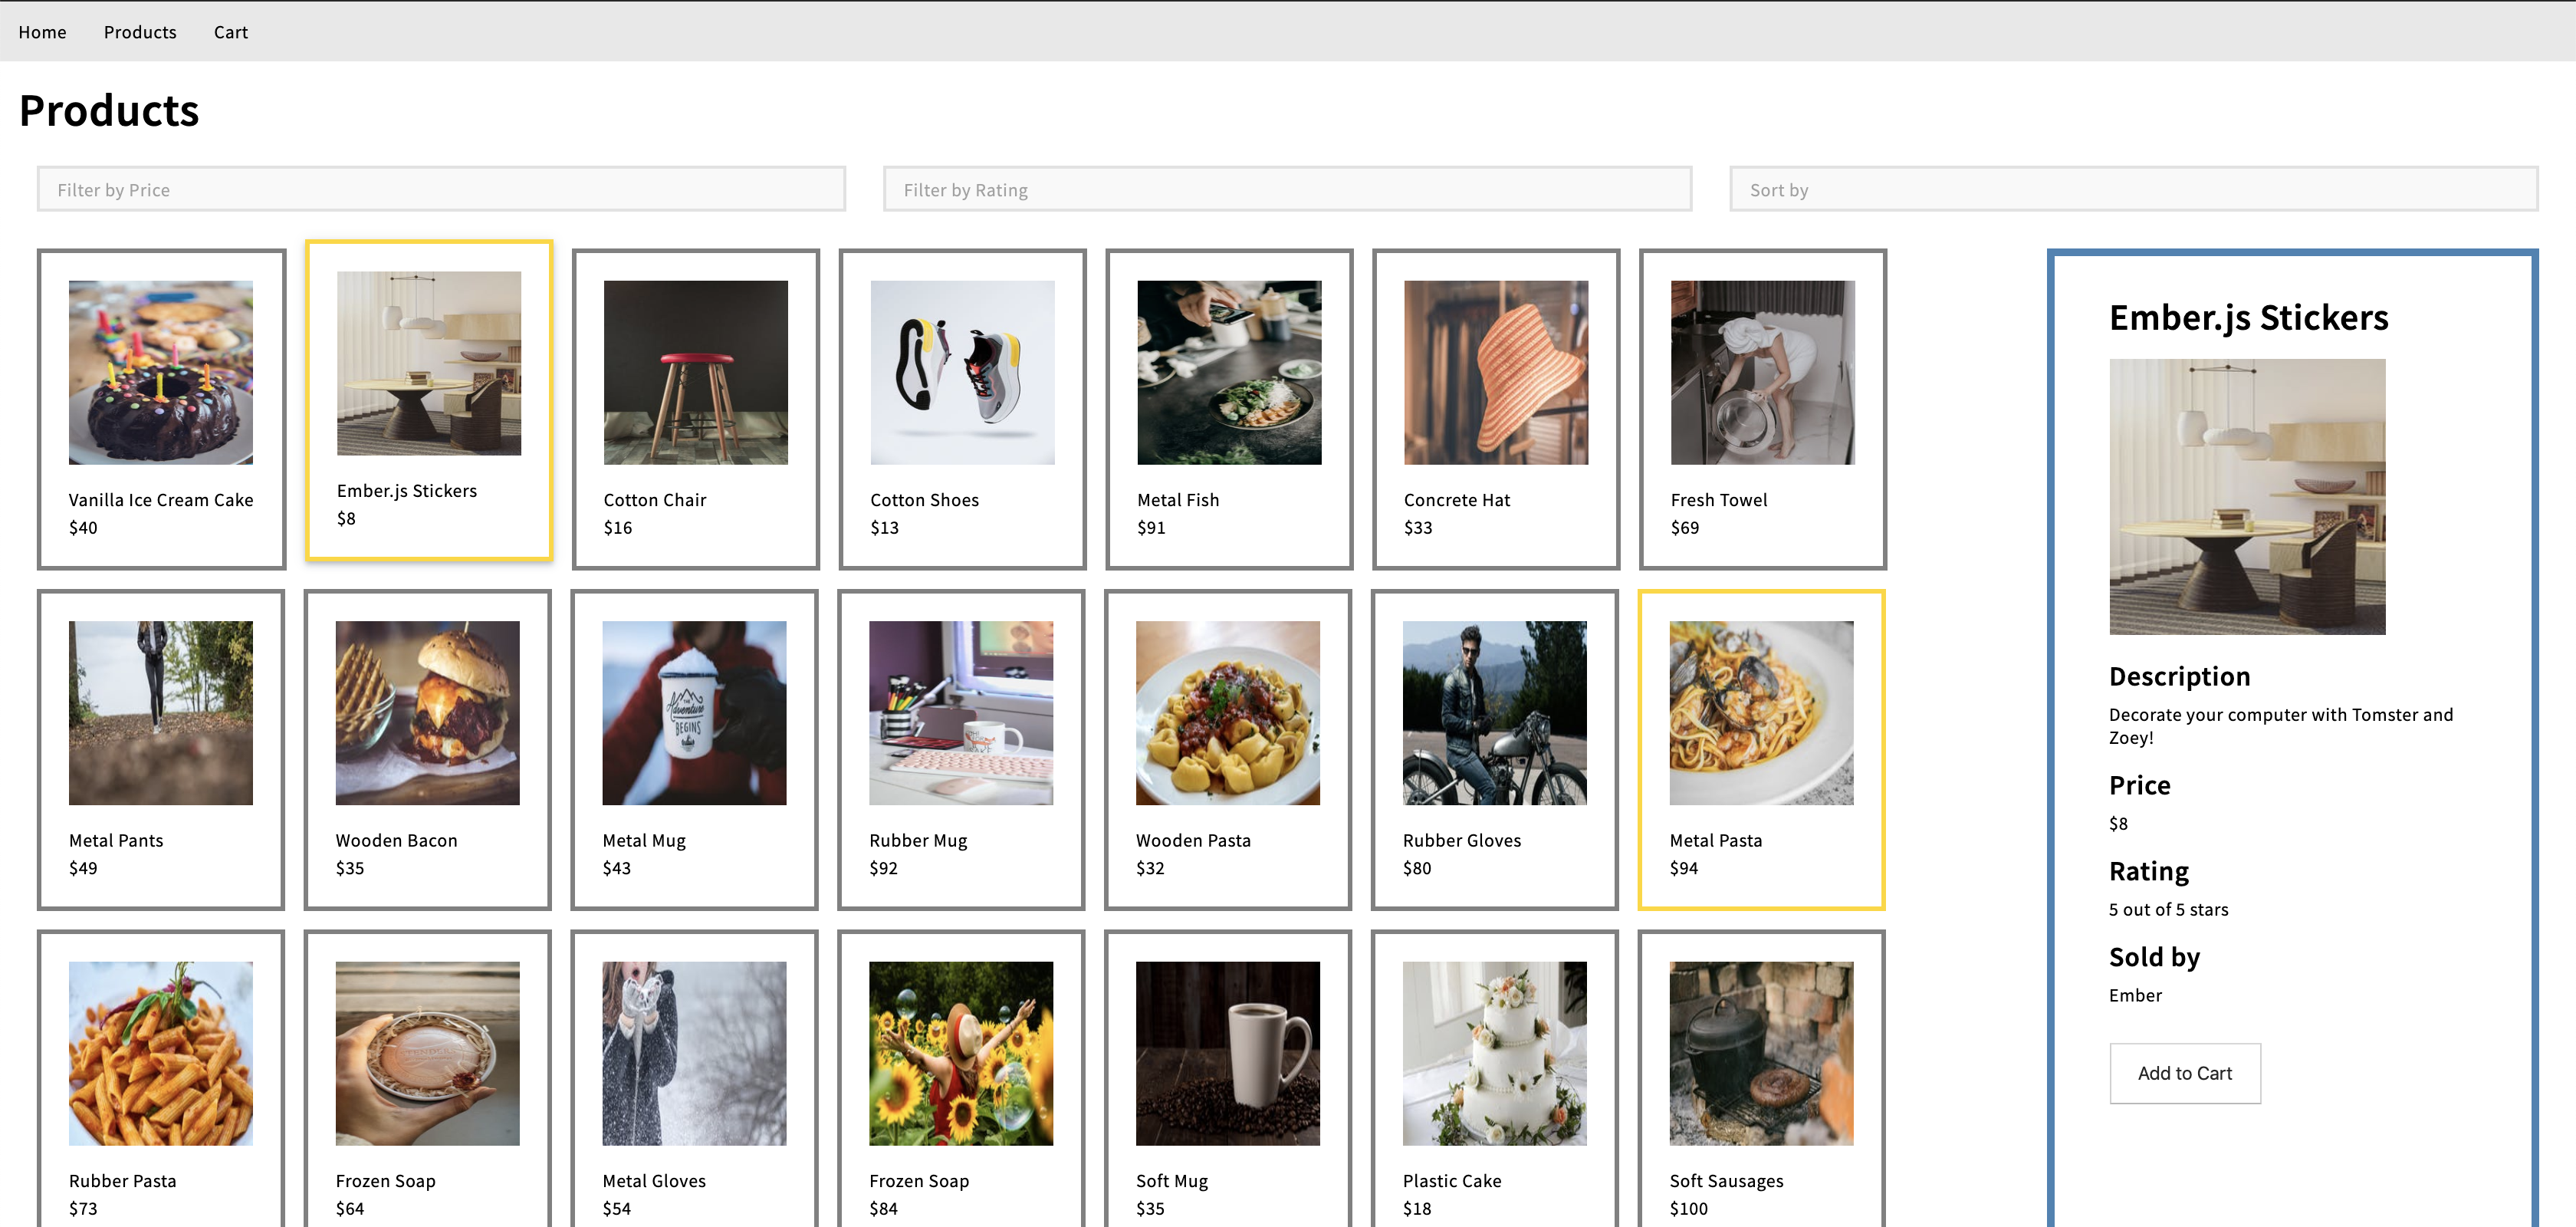 Home Products Cart
Products
Filter by Price
Filter by Rating
Sort by
Vanilla Ice Cream Cake
$40
Ember.js Stickers
$8
Cotton Chair
$16
Cotton Shoes
$13
Metal Fish
$91
Concrete Hat
$33
Fresh Towel
$69
Metal Pants
$49
Wooden Bacon
$35
Metal Mug
$43
THE
Adventure
BEGINS
Rubber Mug
$92
Wooden Pasta
$32
Rubber Gloves
$80
Metal Pasta
$94
Rubber Pasta
$73
Frozen Soap
$64
Metal Gloves
$54
Frozen Soap
$84
Soft Mug
$35
Plastic Cake
$18
Soft Sausages
$100
Ember.js Stickers
Description
Decorate your computer with Tomster and
Zoey!
Price
$8
Rating
5 out of 5 stars
Sold by
Ember
Add to Cart